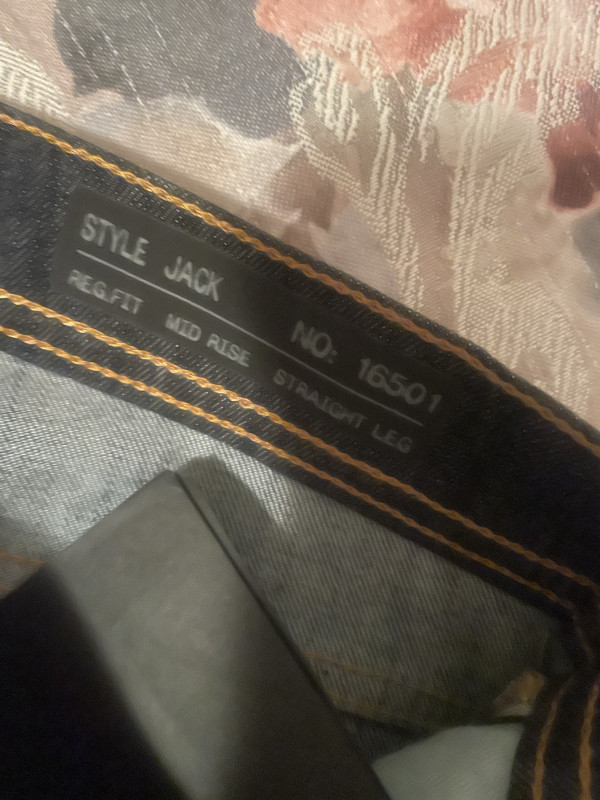 STYLE JACK NO: 16501
REG.FIT MID RISE STRAIGHT LEG